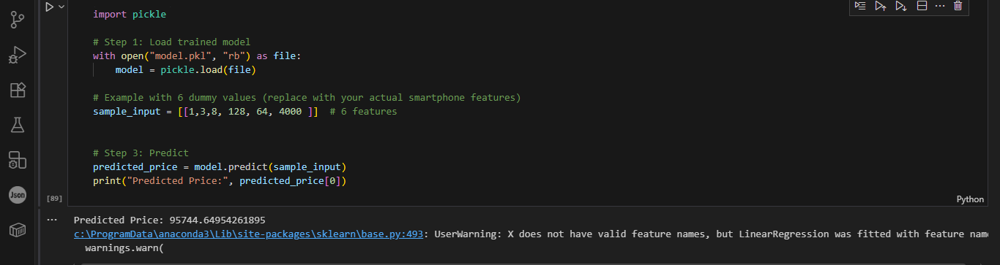 import pickle
# Step 1: Load trained model
with open("model.pkl", "rb") as file:
    model = pickle.load(file)
# Example with 6 dummy values (replace with your actual smartphone features)
sample_input = [[1,3,8, 128, 64, 4000 ]]  # 6 features
# Step 3: Predict
predicted_price = model.predict(sample_input)
print("Predicted Price:", predicted_price[0])
[89]
Python
Json
Predicted Price: 95744.64954261895
c:\ProgramData\anaconda3\Lib\site-packages\sklearn\base.py:493: UserWarning: X does not have valid feature names, but LinearRegression was fitted with feature
  warnings.warn(